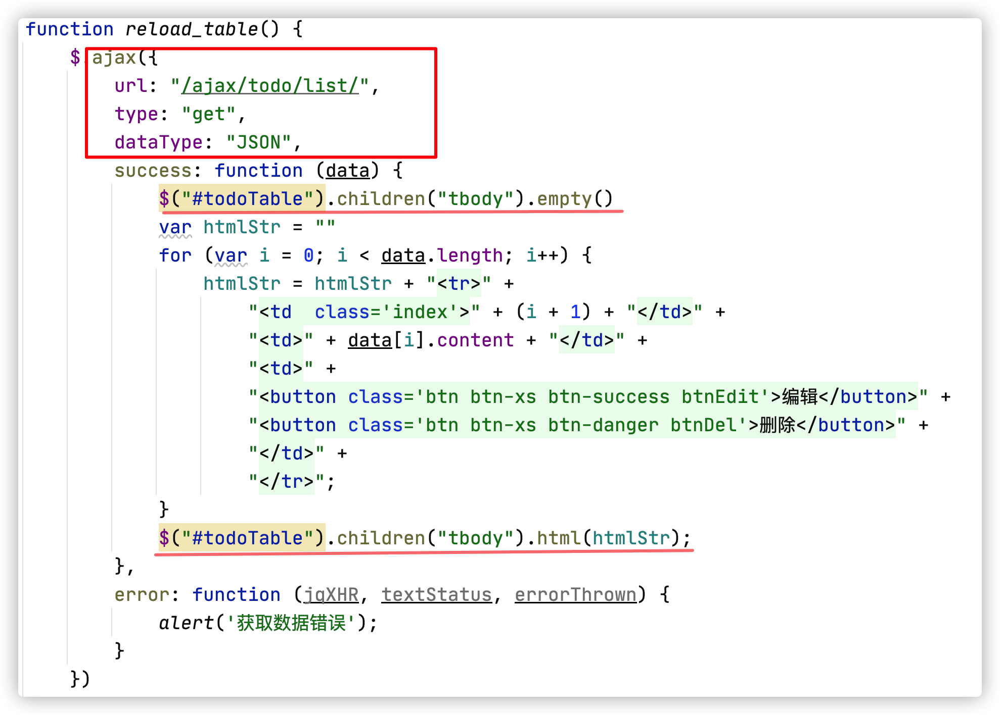 function reload_table() {
$.ajax({
url: "/ajax/todo/list/",
type: "get",
dataType: "JSON",
success: function (data) {
$("#todoTable").children("tbody").empty()
var htmlStr = ""
for (var i = 0; i < data.length; i++) {
htmlStr = htmlStr + "<tr>" +
"<td  class='index'>" + (i + 1) + "</td>" +
"<td>" + data[i].content + "</td>" +
"<td>" +
"<button class='btn btn-xs btn-success btnEdit'>编辑</button>" +
"<button class='btn btn-xs btn-danger btnDel'>删除</button>" +
"</td>" +
"</tr>";
}
$("#todoTable").children("tbody").html(htmlStr);
},
error: function (jqXHR, textStatus, errorThrown) {
alert('获取数据错误');
}
})